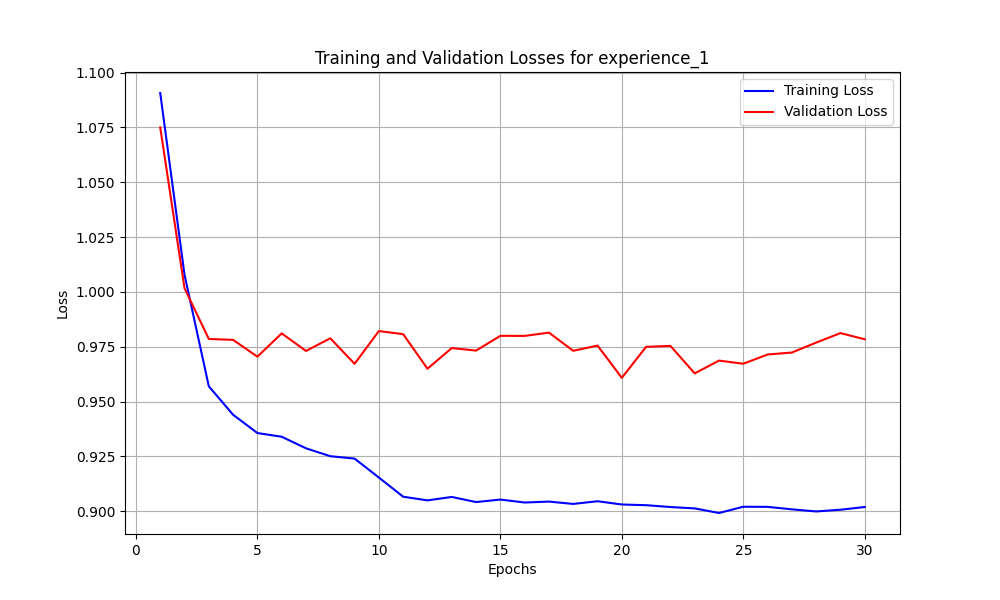 Training and Validation Losses for experience_1
Training Loss
Validation Loss
1.100
1.075
1.050
1.025
1.000
0.975
0.950
0.925
0.900
Loss
0 5 10 15 20 25 30
Epochs